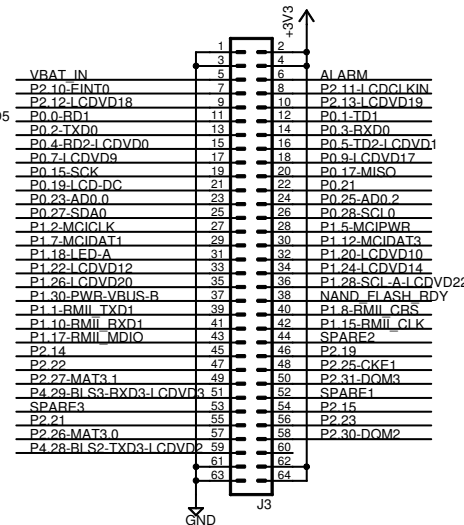 +3V3
1 2
3 4
VBAT_IN 5 6 ALARM
P2.10-EINT0 7 8 P2.11-LCDCLKIN
P2.12-LCDVD18 9 10 P2.13-LCDVD19
P0.0-RD1 11 12 P0.1-TD1
P0.2-TXD0 13 14 P0.3-RXD0
P0.4-RD2-LCDVD0 15 16 P0.5-TD2-LCDVD1
P0.7-LCDVD9 17 18 P0.9-LCDVD17
P0.15-SCK 19 20 P0.17-MISO
P0.19-LCD-DC 21 22 P0.21
P0.23-AD0.0 23 24 P0.25-AD0.2
P0.27-SDA0 25 26 P0.28-SCL0
P1.2-MCICLK 27 28 P1.5-MCIPWR
P1.7-MCIDAT1 29 30 P1.12-MCIDAT3
P1.18-LED-A 31 32 P1.20-LCDVD10
P1.22-LCDVD12 33 34 P1.24-LCDVD14
P1.26-LCDVD20 35 36 P1.28-SCL-A-LCDVD22
P1.30-PWR-VBUS-B 37 38 NAND_FLASH_RDY
P1.1-RMII_TXD1 39 40 P1.8-RMII_CRS
P1.10-RMII_RXD1 41 42 P1.15-RMII_CLK
P1.17-RMII_MDIO 43 44 SPARE2
P2.14 45 46 P2.19
P2.22 47 48 P2.25-CKE1
P2.27-MAT3.1 49 50 P2.31-DQM3
P4.29-BLS3-RXD3-LCDVD3 51 52 SPARE1
SPARE3 53 54 P2.15
P2.21 55 56 P2.23
P2.26-MAT3.0 57 58 P2.30-DQM2
P4.28-BLS2-TXD3-LCDVD2 59 60
61 62
63 64
J3
GND